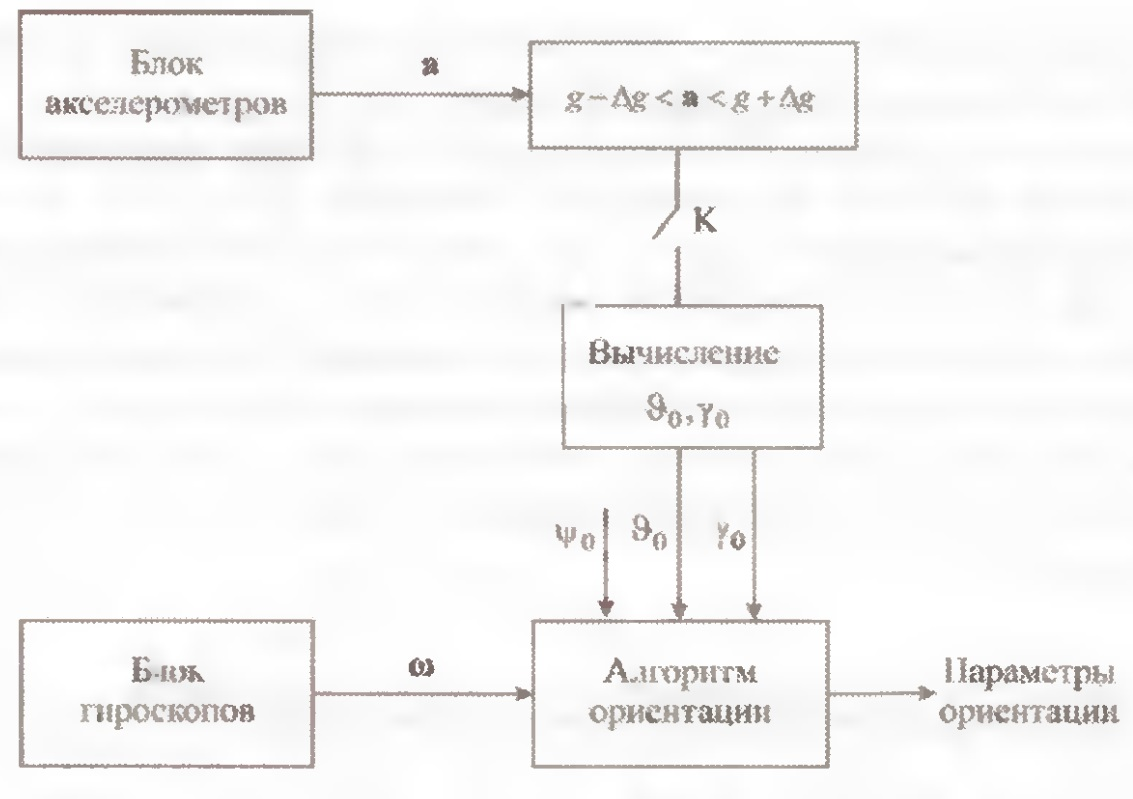 Блок
акселерометров
a
g − Δg < a < g + Δg
К
Вычисление
ϑ₀, γ₀
ψ₀ ϑ₀ γ₀
Блок
гироскопов
ω
Алгоритм
ориентации
Параметры
ориентации